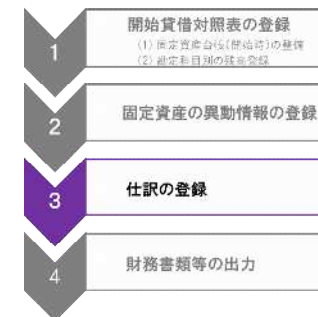 1
開始貸借対照表の登録
(1) 固定資産台帳(開始時)の整備
(2) 勘定科目別の残高登録
2
固定資産の異動情報の登録
3
仕訳の登録
4
財務書類等の出力